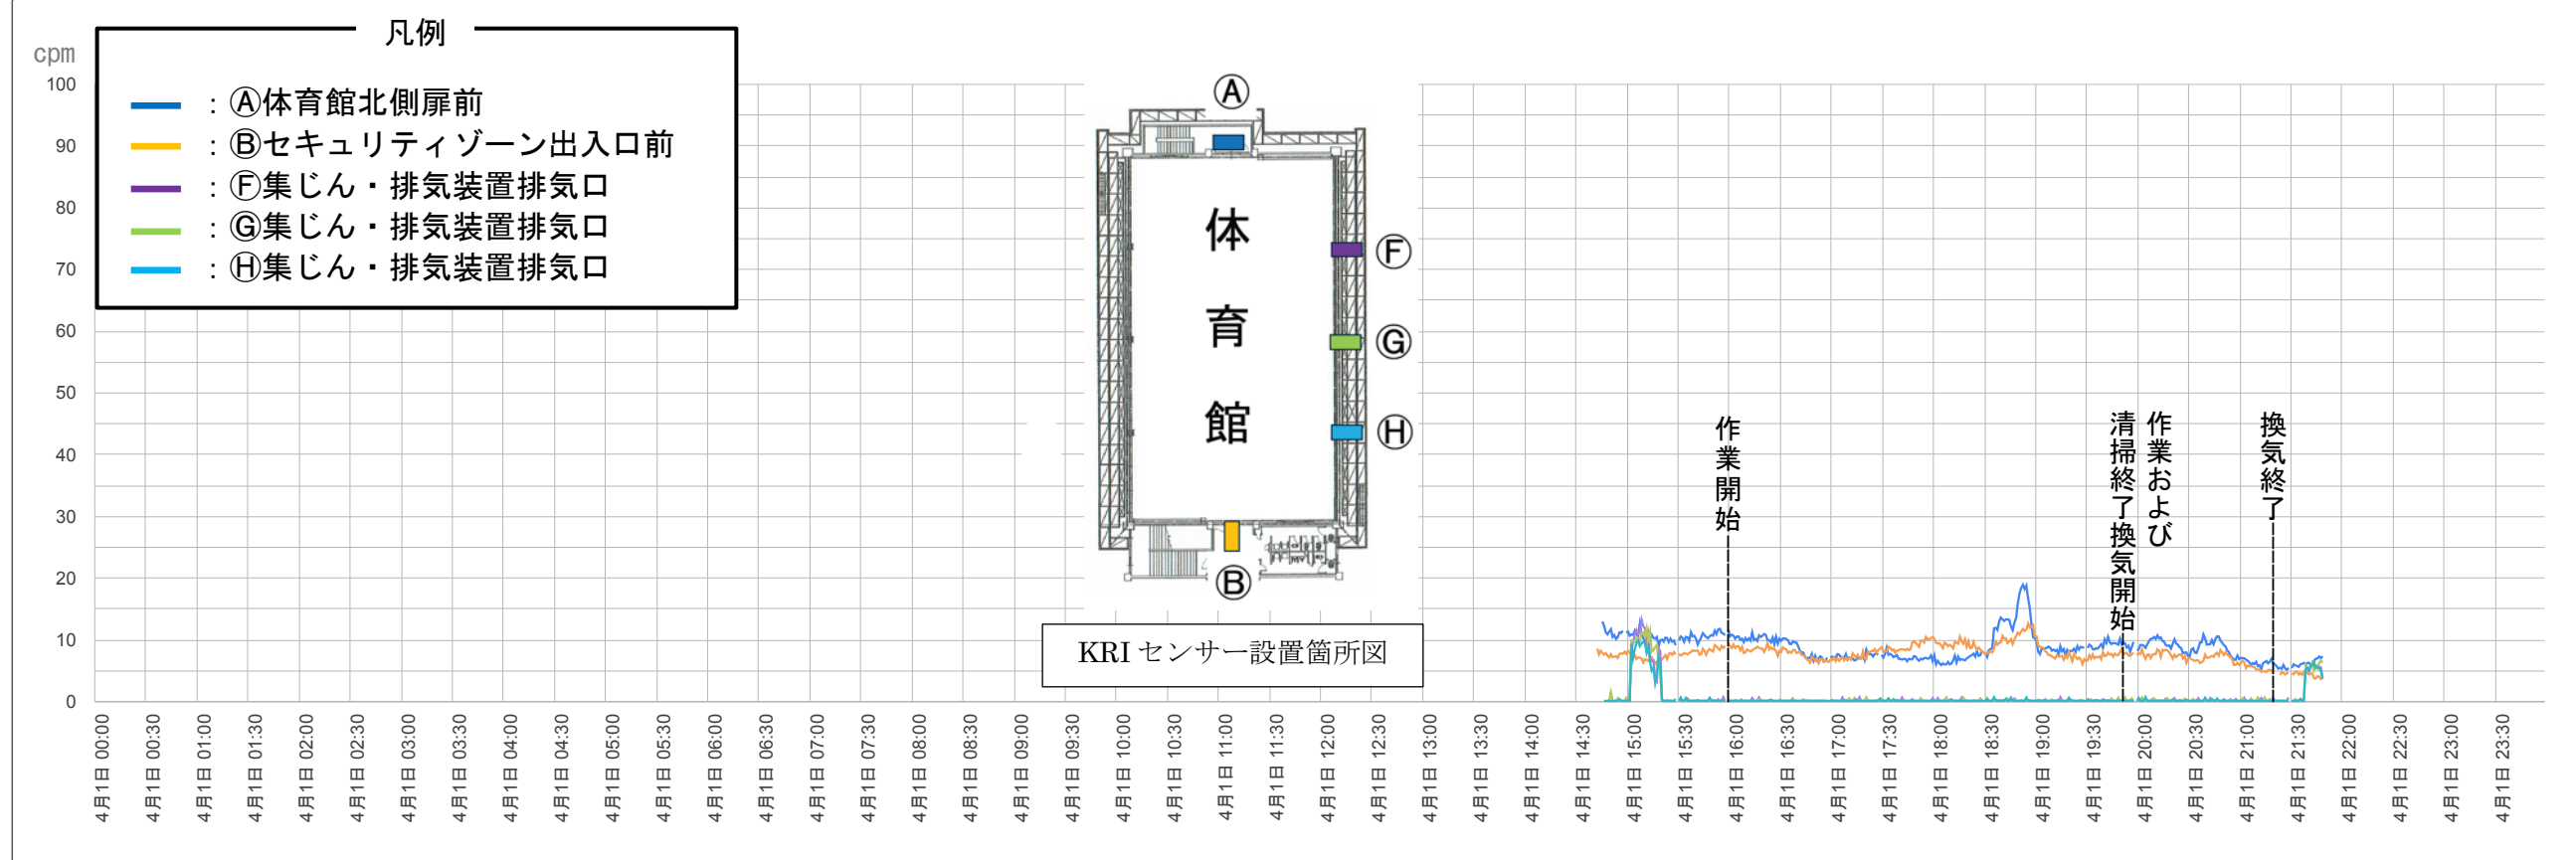 凡例
：Ⓐ体育館北側扉前
：Ⓑセキュリティゾーン出入口前
：Ⓕ集じん・排気装置排気口
：Ⓖ集じん・排気装置排気口
：Ⓗ集じん・排気装置排気口
cpm
100
90
80
70
60
50
40
30
20
10
0
Ⓐ
Ⓕ
Ⓖ
Ⓗ
Ⓑ
体育館
KRIセンサー設置箇所図
作業開始
作業および
清掃終了換気開始
換気終了
4月1日 00:00
4月1日 00:30
4月1日 01:00
4月1日 01:30
4月1日 02:00
4月1日 02:30
4月1日 03:00
4月1日 03:30
4月1日 04:00
4月1日 04:30
4月1日 05:00
4月1日 05:30
4月1日 06:00
4月1日 06:30
4月1日 07:00
4月1日 07:30
4月1日 08:00
4月1日 08:30
4月1日 09:00
4月1日 09:30
4月1日 10:00
4月1日 10:30
4月1日 11:00
4月1日 11:30
4月1日 12:00
4月1日 12:30
4月1日 13:00
4月1日 13:30
4月1日 14:00
4月1日 14:30
4月1日 15:00
4月1日 15:30
4月1日 16:00
4月1日 16:30
4月1日 17:00
4月1日 17:30
4月1日 18:00
4月1日 18:30
4月1日 19:00
4月1日 19:30
4月1日 20:00
4月1日 20:30
4月1日 21:00
4月1日 21:30
4月1日 22:00
4月1日 22:30
4月1日 23:00
4月1日 23:30